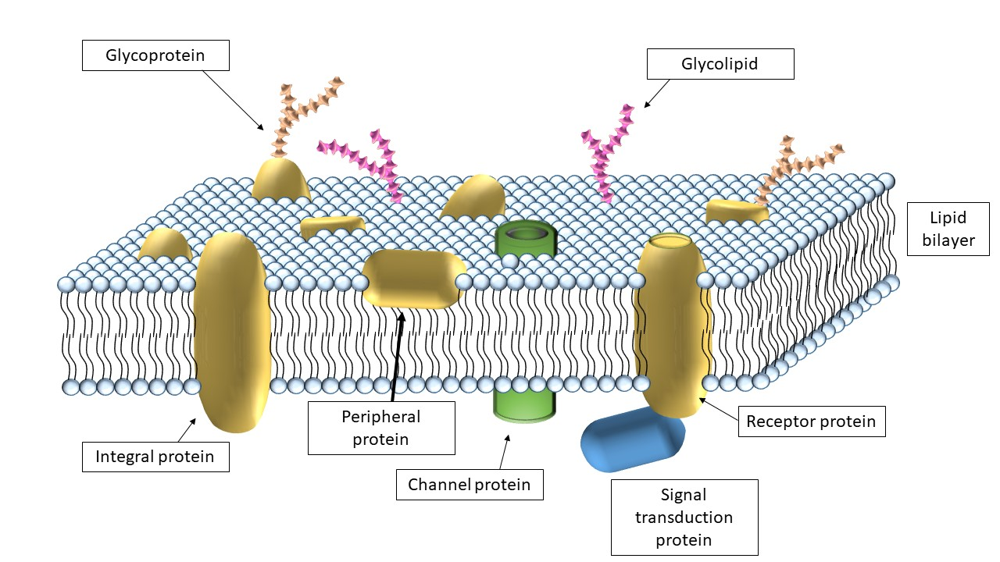 Glycoprotein
Glycolipid
Lipid
bilayer
Peripheral
protein
Receptor protein
Integral protein
Channel protein
Signal
transduction
protein